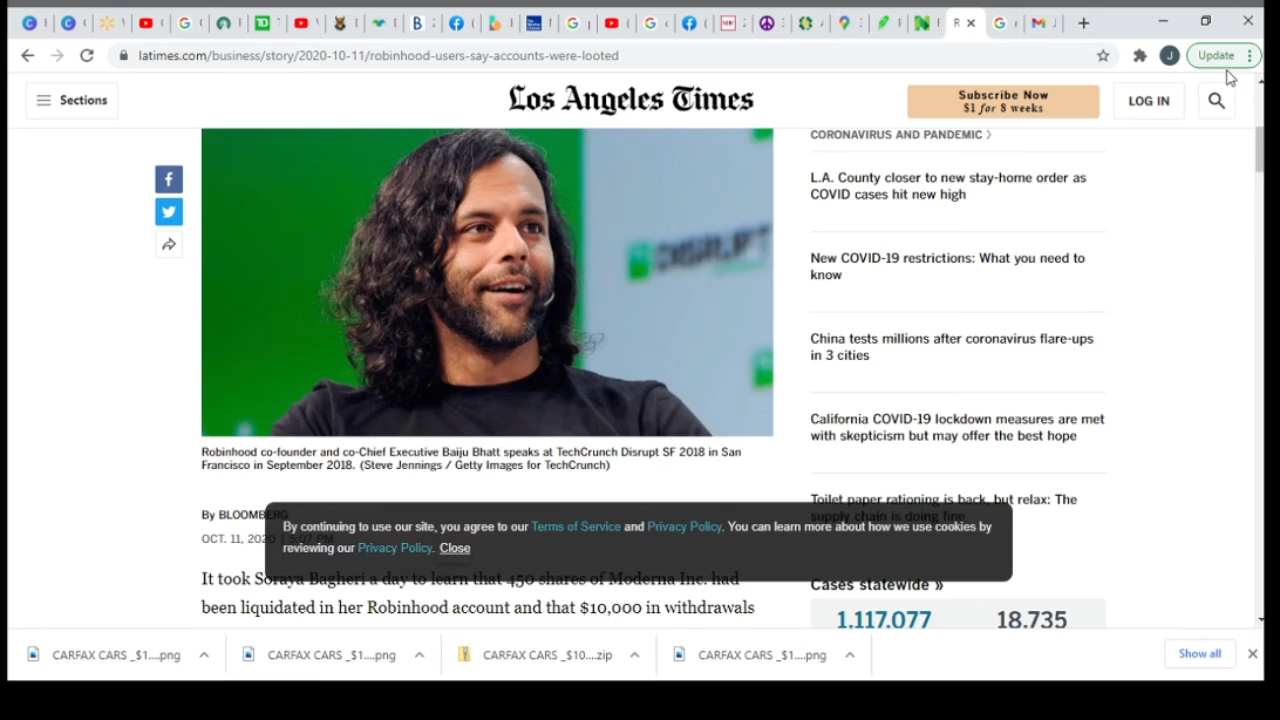 latimes.com/business/story/2020-10-11/robinhood-users-say-accounts-were-looted
Update
Sections
Los Angeles Times
Subscribe Now
$1 for 8 weeks
LOG IN
DISRUPT
Robinhood co-founder and co-Chief Executive Baiju Bhatt speaks at TechCrunch Disrupt SF 2018 in San
Francisco in September 2018. (Steve Jennings / Getty Images for TechCrunch)
By BLOOMBERG
OCT. 11, 2020 | 5:07 PM
It took Soraya Bagheri a day to learn that 450 shares of Moderna Inc. had
been liquidated in her Robinhood account and that $10,000 in withdrawals
CORONAVIRUS AND PANDEMIC >
L.A. County closer to new stay-home order as
COVID cases hit new high
New COVID-19 restrictions: What you need to
know
China tests millions after coronavirus flare-ups
in 3 cities
California COVID-19 lockdown measures are met
with skepticism but may offer the best hope
Toilet paper rationing is back, but relax: The
supply chain is doing fine
Cases statewide »
1,117,077 18,735
By continuing to use our site, you agree to our Terms of Service and Privacy Policy. You can learn more about how we use cookies by
reviewing our Privacy Policy. Close
CARFAX CARS _$1....png
CARFAX CARS _$1....png
CARFAX CARS _$10....zip
CARFAX CARS _$1....png
Show all